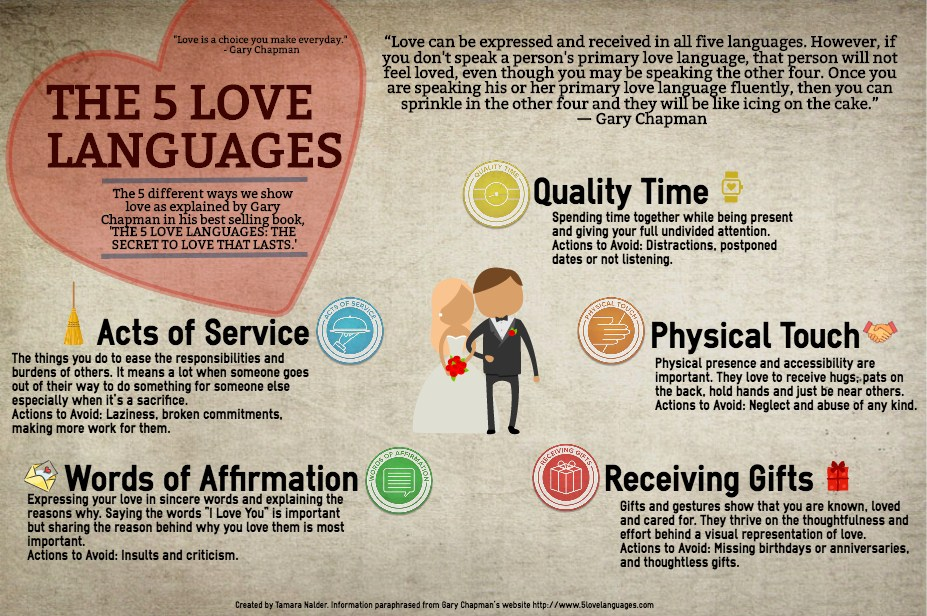 "Love is a choice you make everyday."
- Gary Chapman
THE 5 LOVE
LANGUAGES
The 5 different ways we show
love as explained by Gary
Chapman in his best selling book,
'THE 5 LOVE LANGUAGES: THE
SECRET TO LOVE THAT LASTS.'
“Love can be expressed and received in all five languages. However, if
you don't speak a person's primary love language, that person will not
feel loved, even though you may be speaking the other four. Once you
are speaking his or her primary love language fluently, then you can
sprinkle in the other four and they will be like icing on the cake.”
— Gary Chapman
QUALITY TIME
Quality Time
Spending time together while being present
and giving your full undivided attention.
Actions to Avoid: Distractions, postponed
dates or not listening.
Acts of Service
ACTS OF SERVICE
The things you do to ease the responsibilities and
burdens of others. It means a lot when someone goes
out of their way to do something for someone else
especially when it's a sacrifice.
Actions to Avoid: Laziness, broken commitments,
making more work for them.
PHYSICAL TOUCH
Physical Touch
Physical presence and accessibility are
important. They love to receive hugs, pats on
the back, hold hands and just be near others.
Actions to Avoid: Neglect and abuse of any kind.
Words of Affirmation
WORDS OF AFFIRMATION
Expressing your love in sincere words and explaining the
reasons why. Saying the words "I Love You" is important
but sharing the reason behind why you love them is most
important.
Actions to Avoid: Insults and criticism.
RECEIVING GIFTS
Receiving Gifts
Gifts and gestures show that you are known, loved
and cared for. They thrive on the thoughtfulness and
effort behind a visual representation of love.
Actions to Avoid: Missing birthdays or anniversaries,
and thoughtless gifts.
Created by Tamara Nalder. Information paraphrased from Gary Chapman's website http://www.5lovelanguages.com